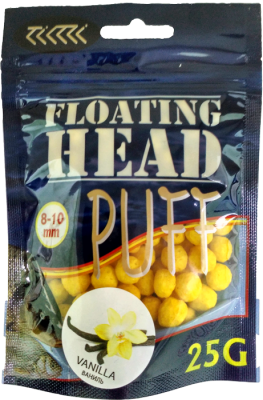 FLOATING
HEAD
PUFF
8-10
mm
VANILLA
ВАНИЛЬ
25G